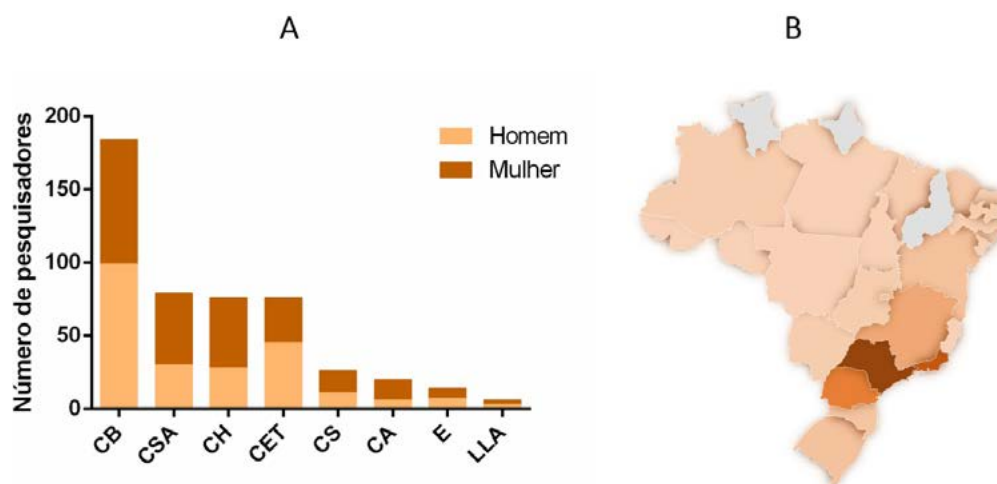 A
B
Número de pesquisadores
200
150
100
50
0
Homem
Mulher
CB
CSA
CH
CET
CS
CA
E
LLA